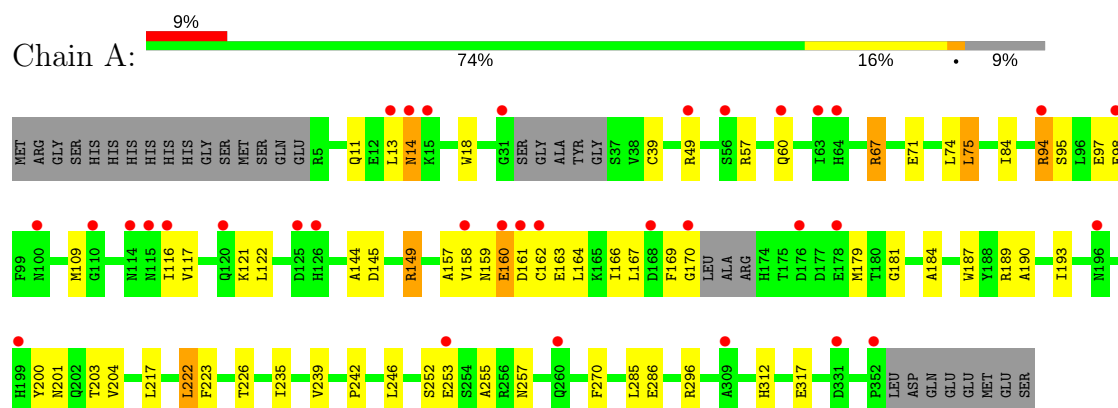 9%
Chain A:
74% 16% • 9%
MET ARG GLY SER HIS HIS HIS HIS HIS HIS GLY SER MET SER GLN GLU R5 Q11 E12 L13 N14 K15 W18 G31 SER GLY ALA TYR GLY S37 V38 C39 R49 S56 R57 Q60 I63 H64 R67 E71 L74 L75 I84 R94 S95 L96 E97 E98
F99 N100 M109 G110 N114 N115 I116 V117 Q120 K121 L122 D125 H126 A144 D145 R149 A157 V158 N159 E160 D161 C162 E163 L164 K165 I166 L167 D168 F169 G170 LEU ALA ARG H174 T175 D176 D177 E178 M179 T180 G181 A184 W187 Y188 R189 A190 I193 N196
H199 Y200 N201 Q202 T203 V204 L217 L222 F223 T226 I235 V239 P242 L246 S252 E253 S254 A255 R256 N257 Q260 F270 L285 E286 R296 A309 H312 E317 D331 P352 LEU ASP GLN GLU GLU MET GLU SER